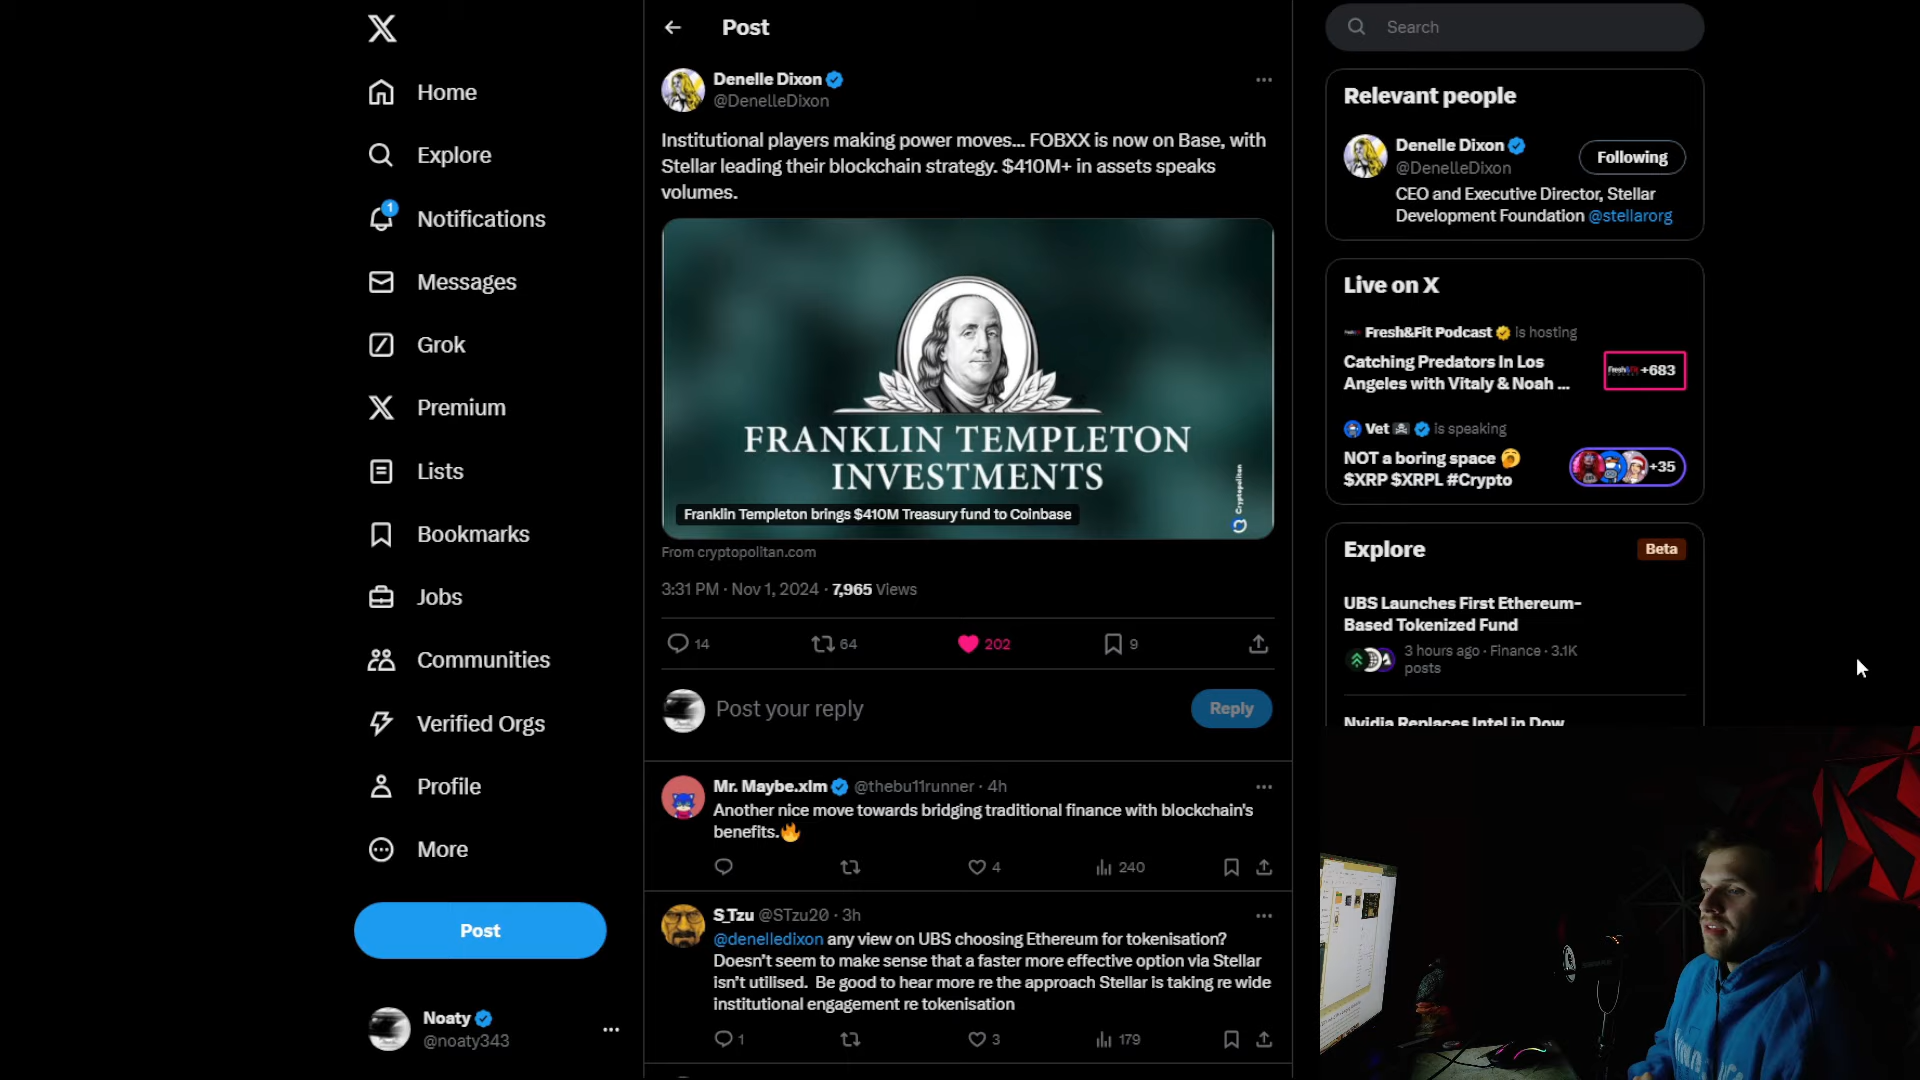 Home
Explore
1
Notifications
Messages
Grok
Premium
Lists
Bookmarks
Jobs
Communities
Verified Orgs
Profile
More
Post
Noaty
@noaty343
Post
Denelle Dixon
@DenelleDixon
Institutional players making power moves... FOBXX is now on Base, with
Stellar leading their blockchain strategy. $410M+ in assets speaks
volumes.
FRANKLIN TEMPLETON
INVESTMENTS
Cryptopolitan
Franklin Templeton brings $410M Treasury fund to Coinbase
From cryptopolitan.com
3:31 PM · Nov 1, 2024 · 7,965 Views
14 64 202 9
Post your reply
Reply
Mr. Maybe.xlm @thebu11runner · 4h
Another nice move towards bridging traditional finance with blockchain's
benefits.🔥
4 240
S_Tzu @STzu20 · 3h
@denelledixon any view on UBS choosing Ethereum for tokenisation?
Doesn't seem to make sense that a faster more effective option via Stellar
isn't utilised. Be good to hear more re the approach Stellar is taking re wide
institutional engagement re tokenisation
1 3 179
Search
Relevant people
Denelle Dixon
@DenelleDixon
Following
CEO and Executive Director, Stellar
Development Foundation @stellarorg
Live on X
Fresh&Fit Podcast is hosting
Catching Predators In Los
Angeles with Vitaly & Noah ...
+683
Vet is speaking
NOT a boring space 🥱
$XRP $XRPL #Crypto
+35
Explore
Beta
UBS Launches First Ethereum-
Based Tokenized Fund
3 hours ago · Finance · 3.1K
posts
Nvidia Replaces Intel in Dow